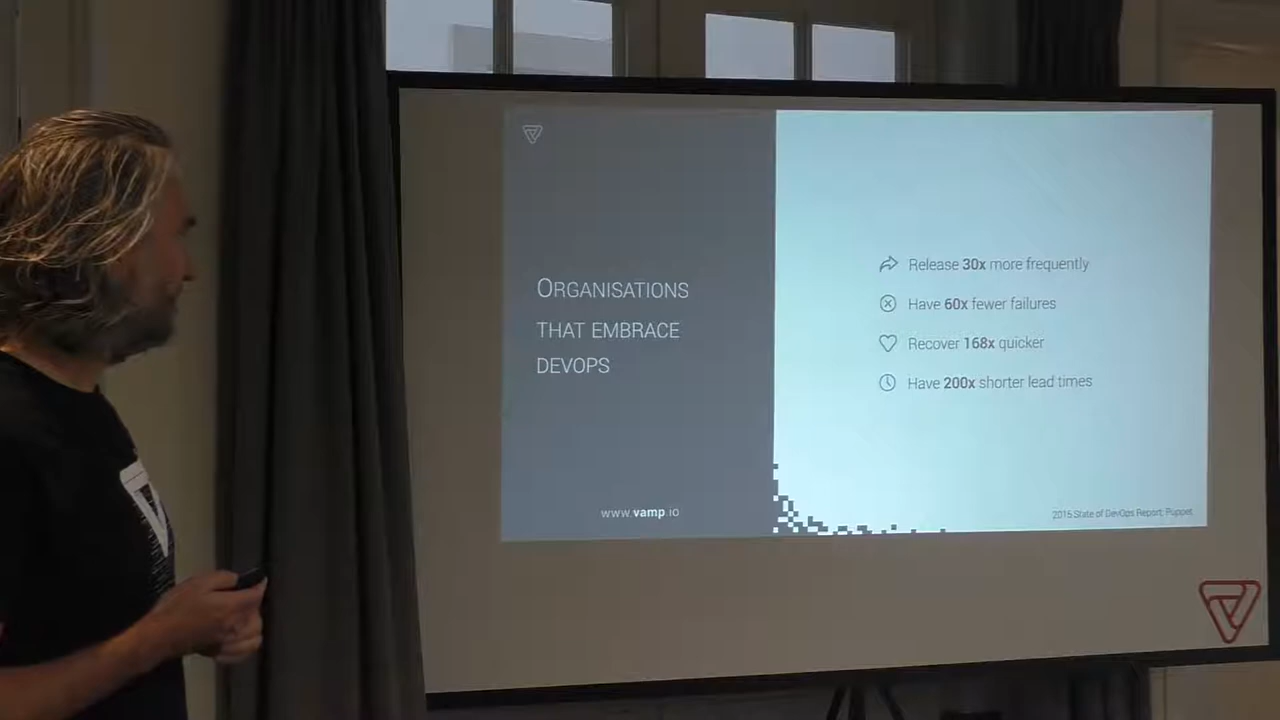 ORGANISATIONS
THAT EMBRACE
DEVOPS
www.vamp.io
Release 30x more frequently
Have 60x fewer failures
Recover 168x quicker
Have 200x shorter lead times
2015 State of DevOps Report; Puppet